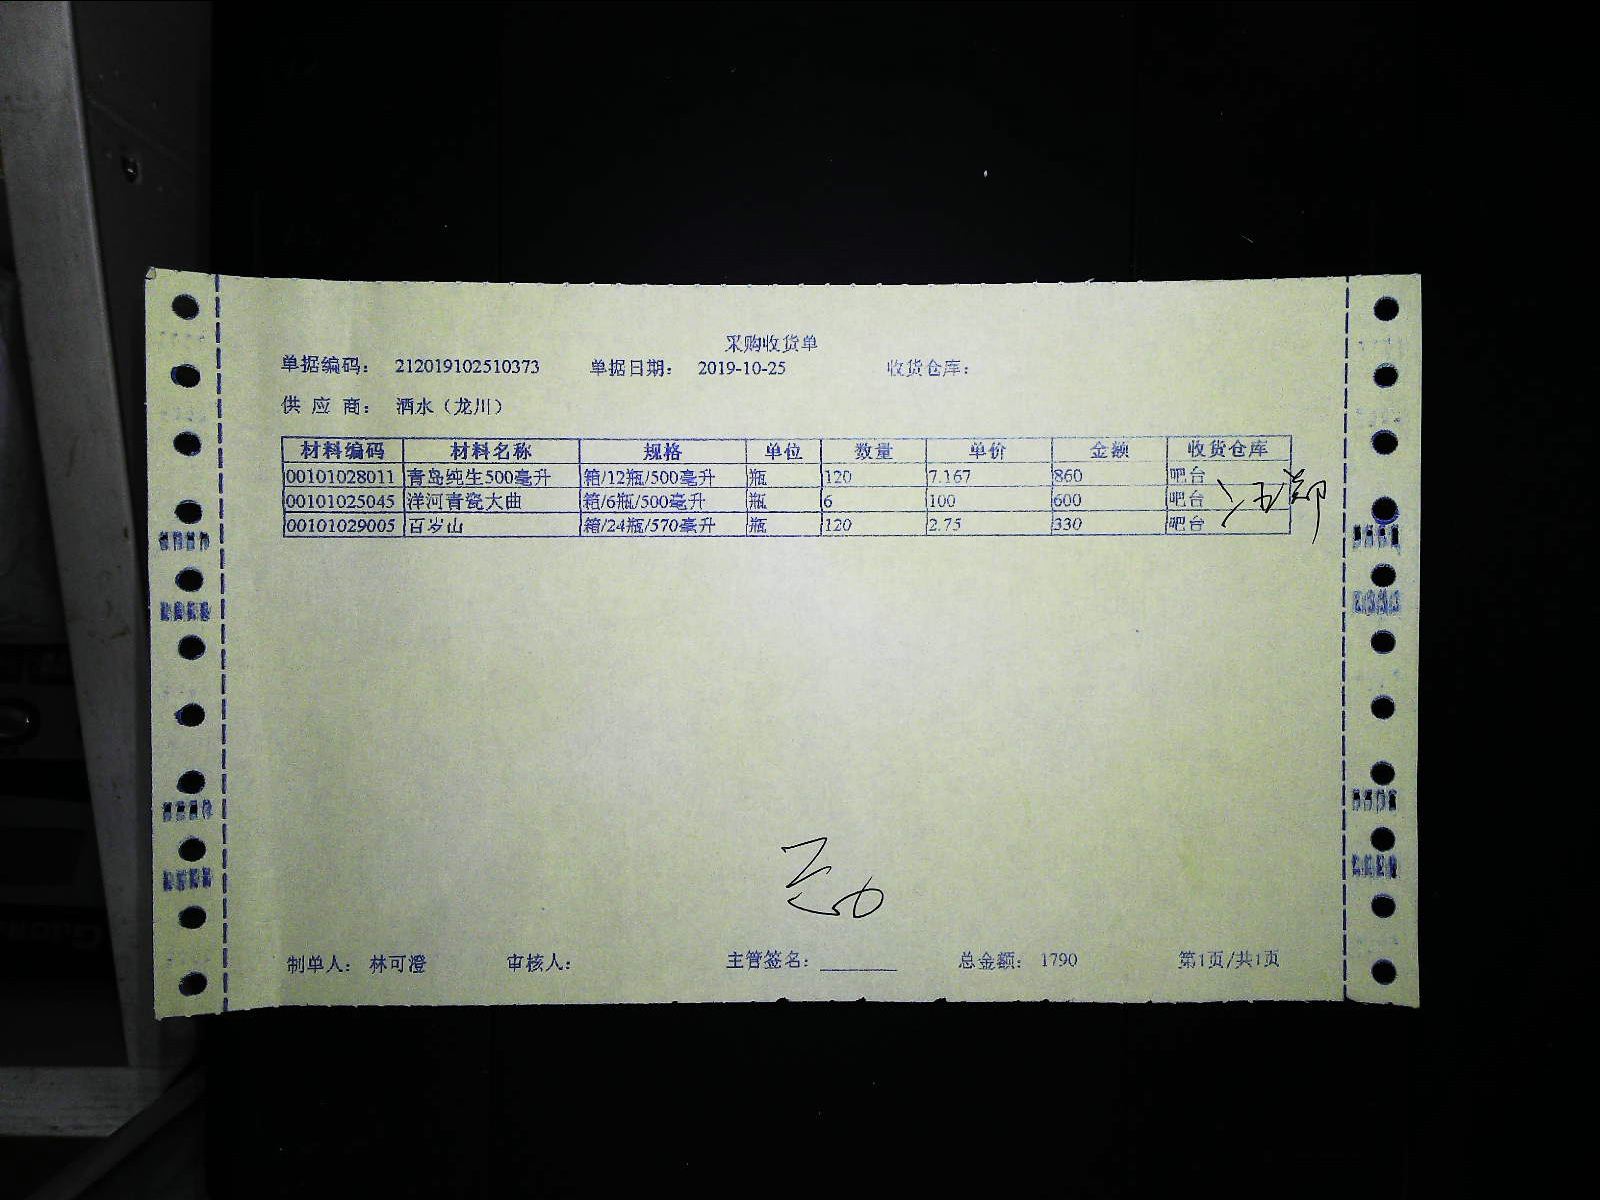 采购收货单
单据编码： 212019102510373 单据日期： 2019-10-25 收货仓库：
供 应 商： 酒水（龙川）
材料编码 材料名称 规格 单位 数量 单价 金额 收货仓库
00101028011 青岛纯生500毫升 箱/12瓶/500毫升 瓶 120 7.167 860 吧台
00101025045 洋河青瓷大曲 箱/6瓶/500毫升 瓶 6 100 600 吧台
00101029005 百岁山 箱/24瓶/570毫升 瓶 120 2.75 330 吧台
制单人： 林可澄 审核人： 主管签名：________ 总金额： 1790 第1页/共1页